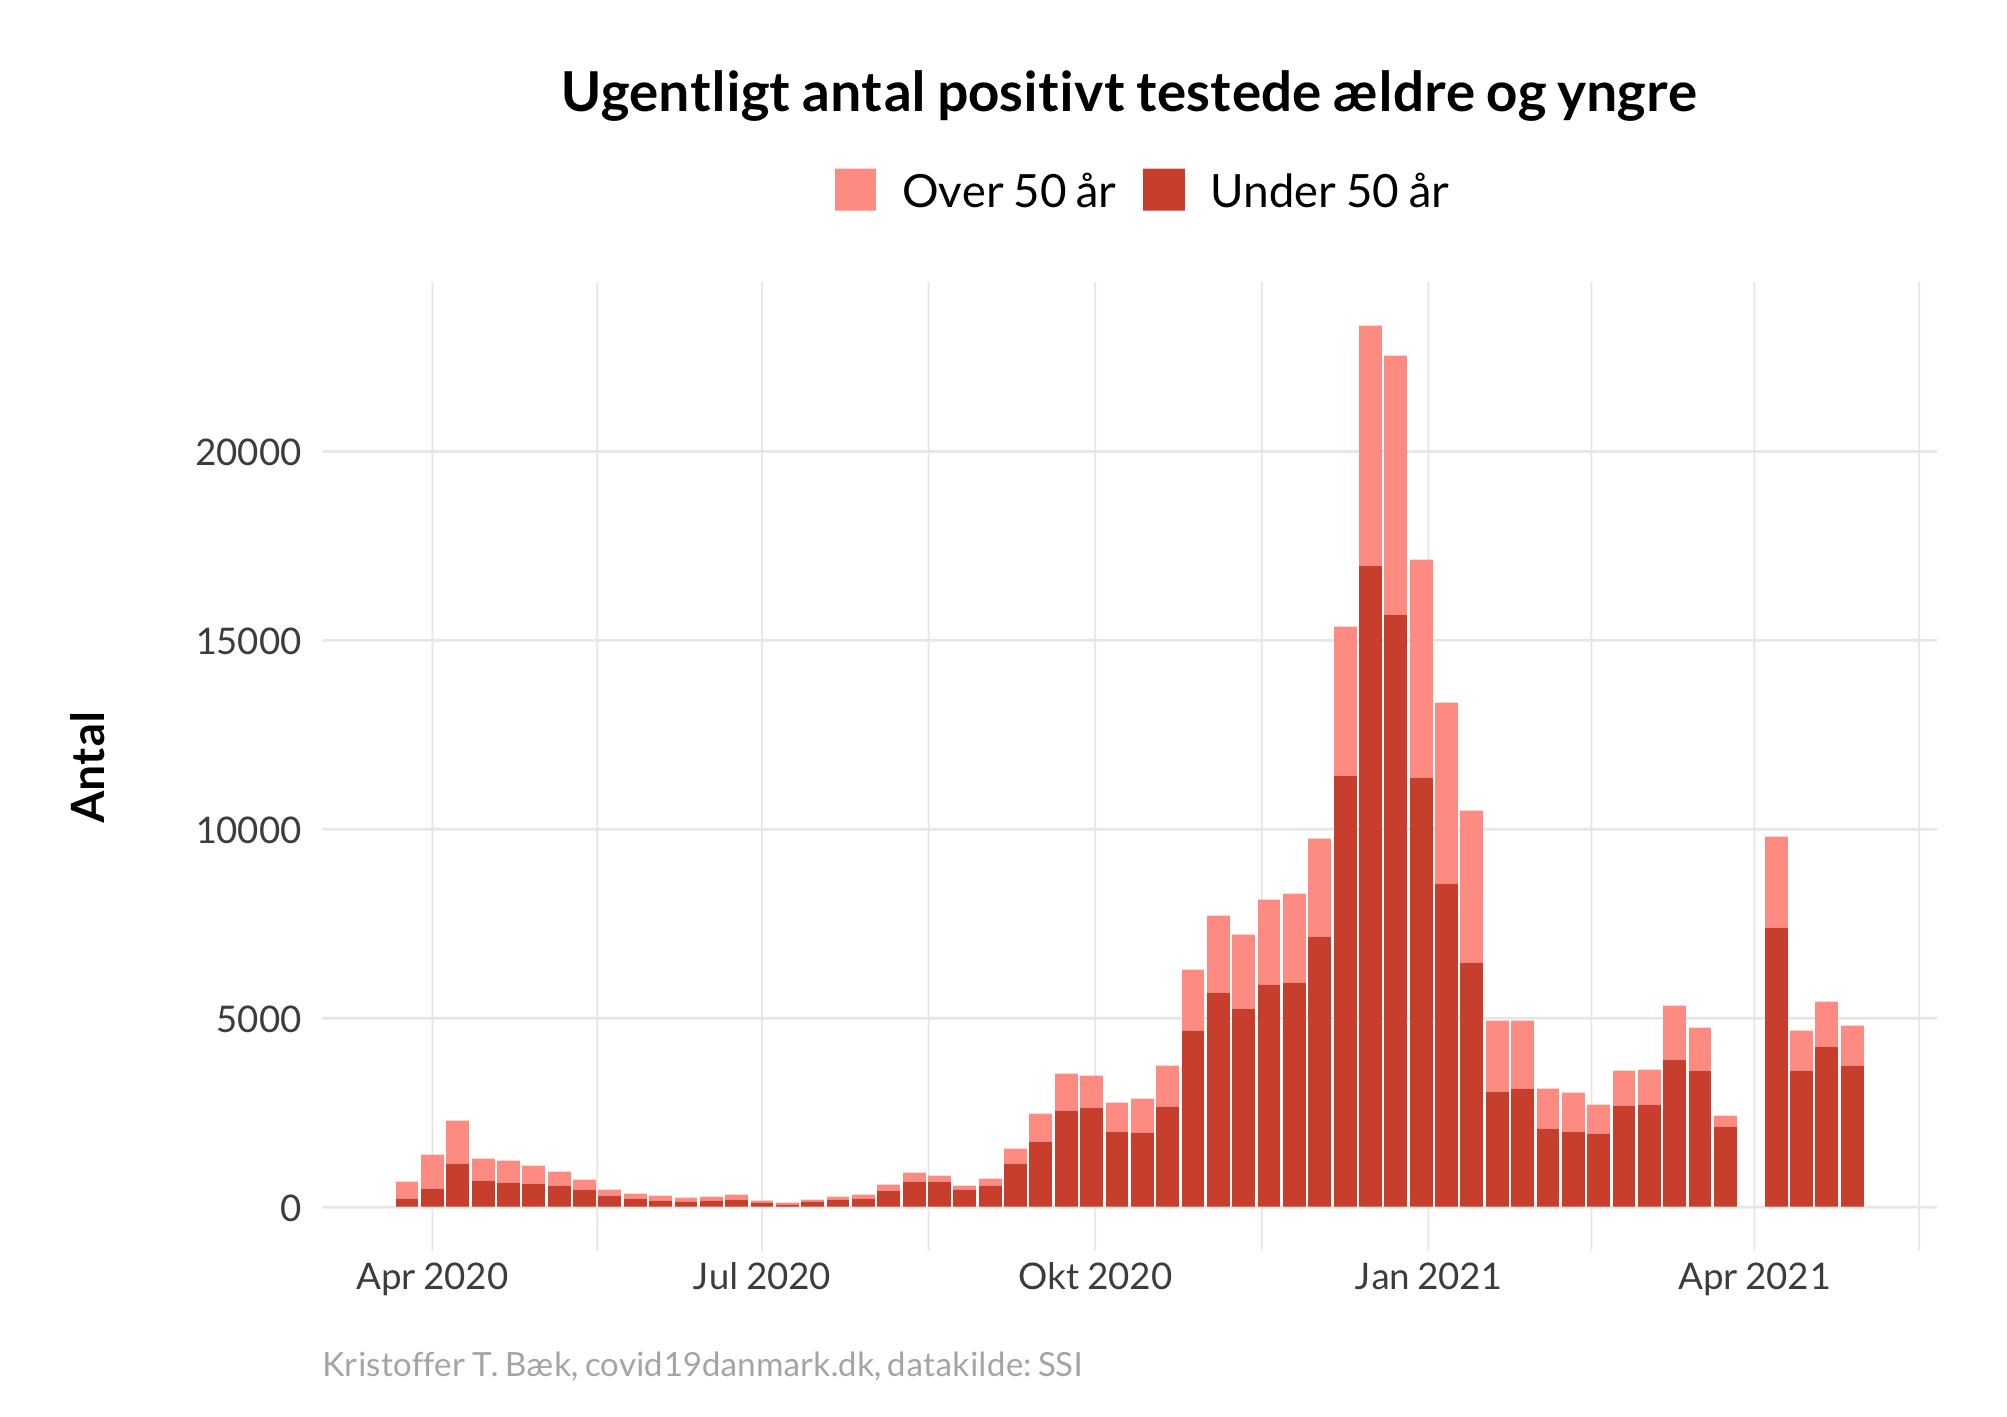 Ugentligt antal positivt testede ældre og yngre
Over 50 år
Under 50 år
Antal
20000
15000
10000
5000
0
Apr 2020
Jul 2020
Okt 2020
Jan 2021
Apr 2021
Kristoffer T. Bæk, covid19danmark.dk, datakilde: SSI